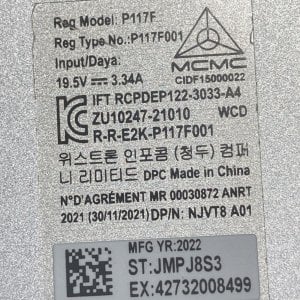 Reg Model: P117F
Reg Type No.:P117F001
Input/Daya:
19.5V ⎓ 3.34A
MCMC
CIDF15000022
IFT RCPDEP122-3033-A4
ZU10247-21010 WCD
R-R-E2K-P117F001
위스트론 인포콤 (청두) 컴퍼
니 리미티드 DPC Made in China
N°D'AGRÉMENT MR 00030872 ANRT
2021 (30/11/2021) DP/N: NJVT8 A01
MFG YR:2022
ST:JMPJ8S3
EX:42732008499